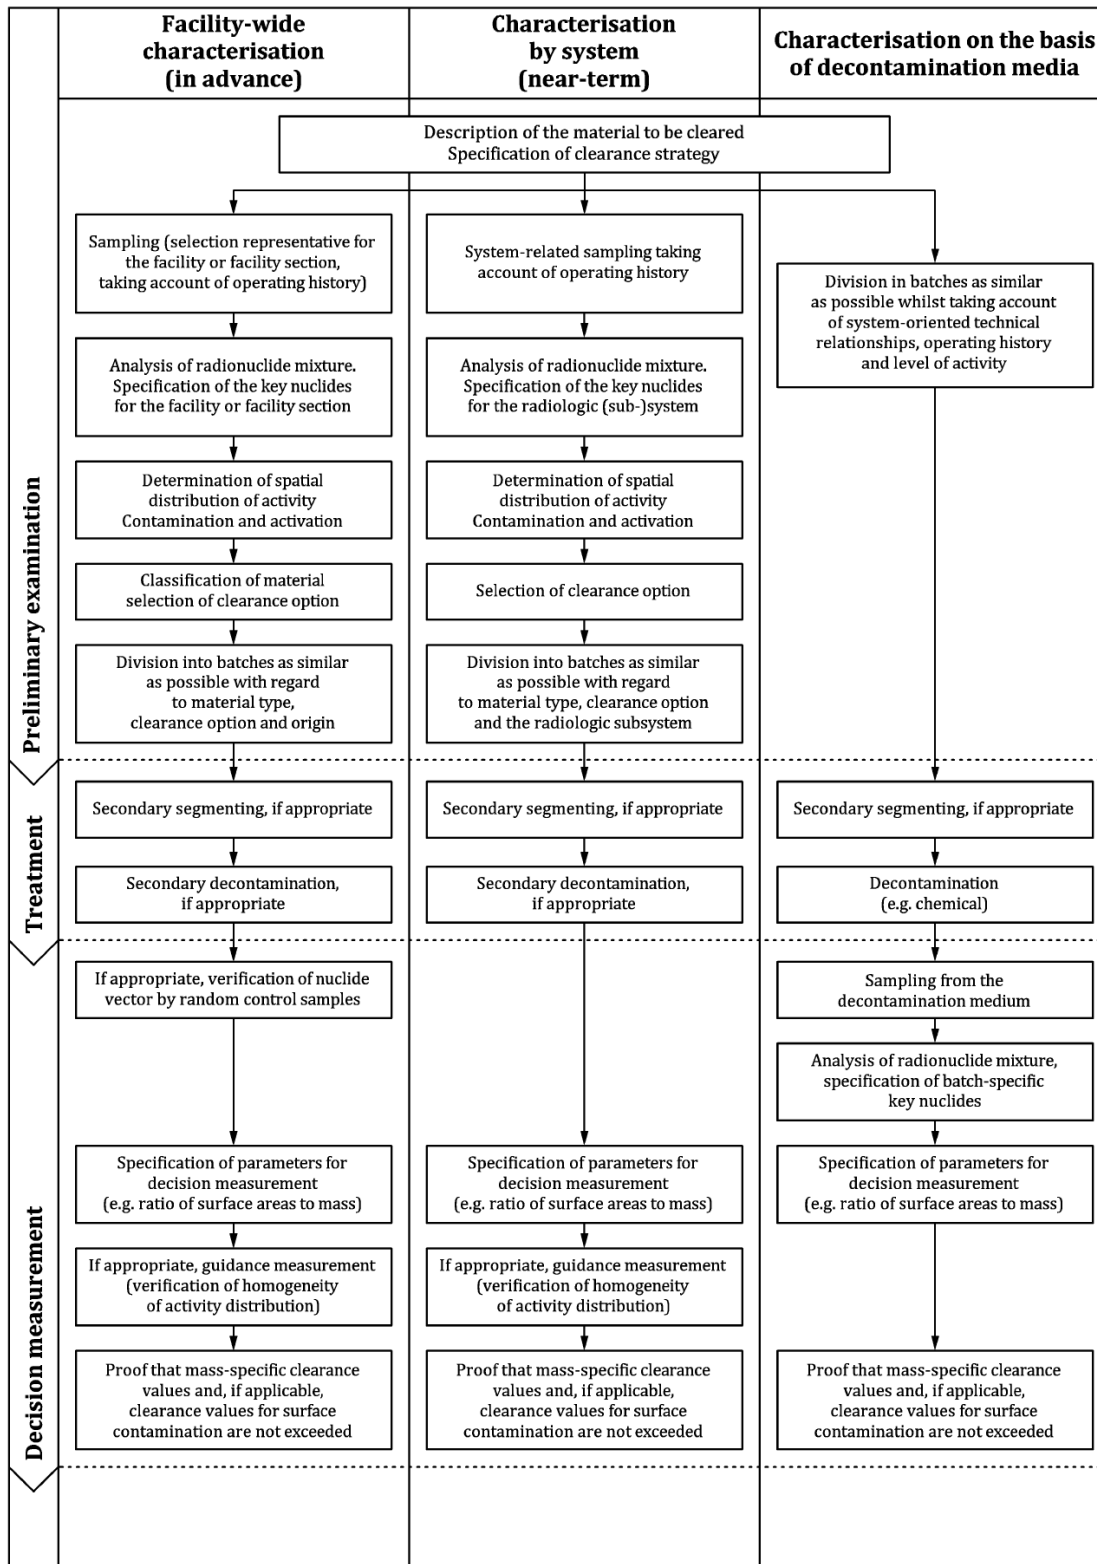 Facility-wide
characterisation
(in advance)
Characterisation
by system
(near-term)
Characterisation on the basis
of decontamination media
Description of the material to be cleared
Specification of clearance strategy
Preliminary examination
Sampling (selection representative for
the facility or facility section,
taking account of operating history)
System-related sampling taking
account of operating history
Division in batches as similar
as possible whilst taking account
of system-oriented technical
relationships, operating history
and level of activity
Analysis of radionuclide mixture.
Specification of the key nuclides
for the facility or facility section
Analysis of radionuclide mixture.
Specification of the key nuclides
for the radiologic (sub-)system
Determination of spatial
distribution of activity
Contamination and activation
Determination of spatial
distribution of activity
Contamination and activation
Classification of material
selection of clearance option
Selection of clearance option
Division into batches as similar
as possible with regard
to material type,
clearance option and origin
Division into batches as similar
as possible with regard
to material type, clearance option
and the radiologic subsystem
Treatment
Secondary segmenting, if appropriate
Secondary segmenting, if appropriate
Secondary segmenting, if appropriate
Secondary decontamination,
if appropriate
Secondary decontamination,
if appropriate
Decontamination
(e.g. chemical)
Decision measurement
If appropriate, verification of nuclide
vector by random control samples
Sampling from the
decontamination medium
Analysis of radionuclide mixture,
specification of batch-specific
key nuclides
Specification of parameters for
decision measurement
(e.g. ratio of surface areas to mass)
Specification of parameters for
decision measurement
(e.g. ratio of surface areas to mass)
Specification of parameters for
decision measurement
(e.g. ratio of surface areas to mass)
If appropriate, guidance measurement
(verification of homogeneity
of activity distribution)
If appropriate, guidance measurement
(verification of homogeneity
of activity distribution)
Proof that mass-specific clearance
values and, if applicable,
clearance values for surface
contamination are not exceeded
Proof that mass-specific clearance
values and, if applicable,
clearance values for surface
contamination are not exceeded
Proof that mass-specific clearance
values and, if applicable,
clearance values for surface
contamination are not exceeded